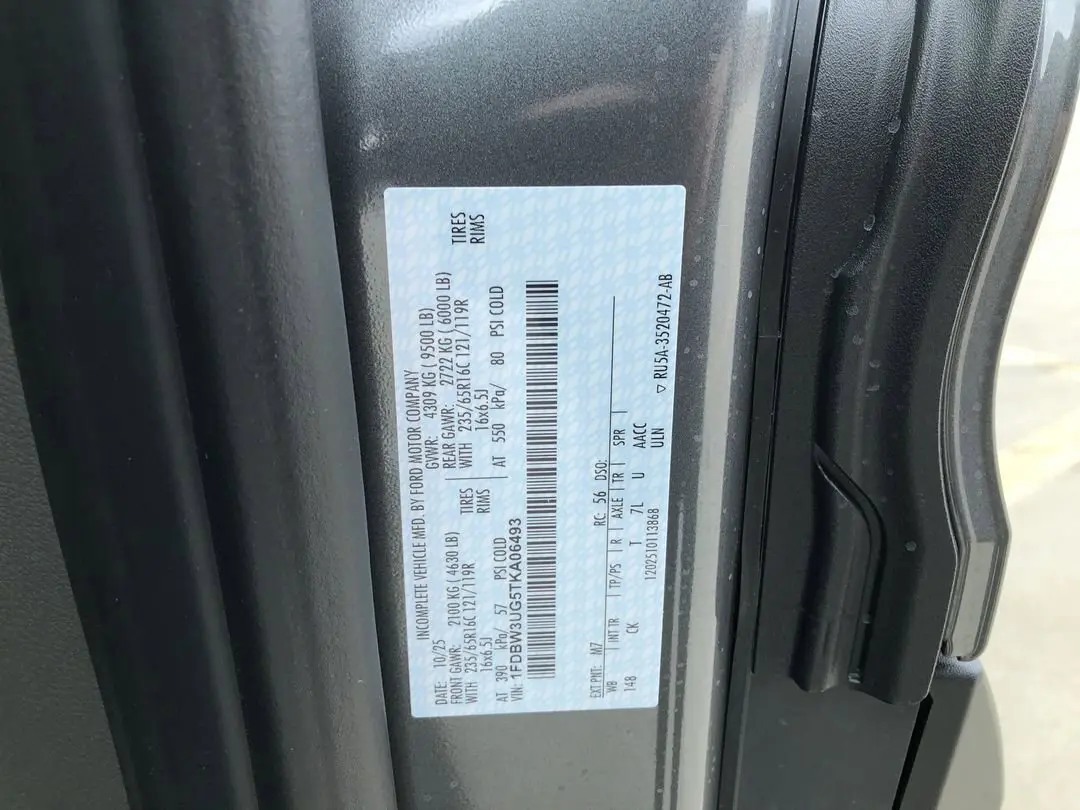 INCOMPLETE VEHICLE MFD. BY FORD MOTOR COMPANY
DATE: 10/25 GVWR: 4309 KG ( 9500 LB)
FRONT GAWR: 2100 KG ( 4630 LB) REAR GAWR: 2722 KG ( 6000 LB)
WITH 235/65R16C 121/119R TIRES WITH 235/65R16C 121/119R TIRES
16x6.5J RIMS 16x6.5J RIMS
AT 390 kPa/ 57 PSI COLD AT 550 kPa/ 80 PSI COLD
VIN: 1FDBW3UG5TKA06493
EXT PNT: M7 RC: 56 DSO:
WB INT TR TP/PS R AXLE TR SPR
148 CK T 7L U AACC
1202510113868 ULN
▽ RU5A-3520472-AB